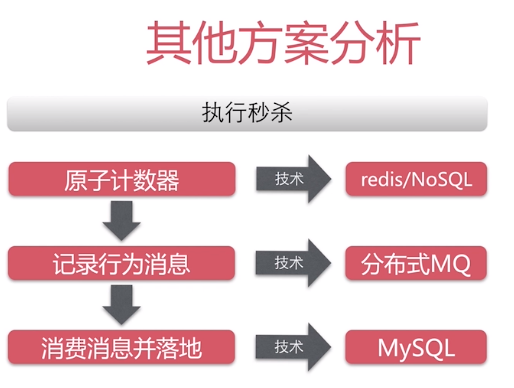 其他方案分析
执行秒杀
原子计数器 技术 redis/NoSQL
记录行为消息 技术 分布式MQ
消费消息并落地 技术 MySQL